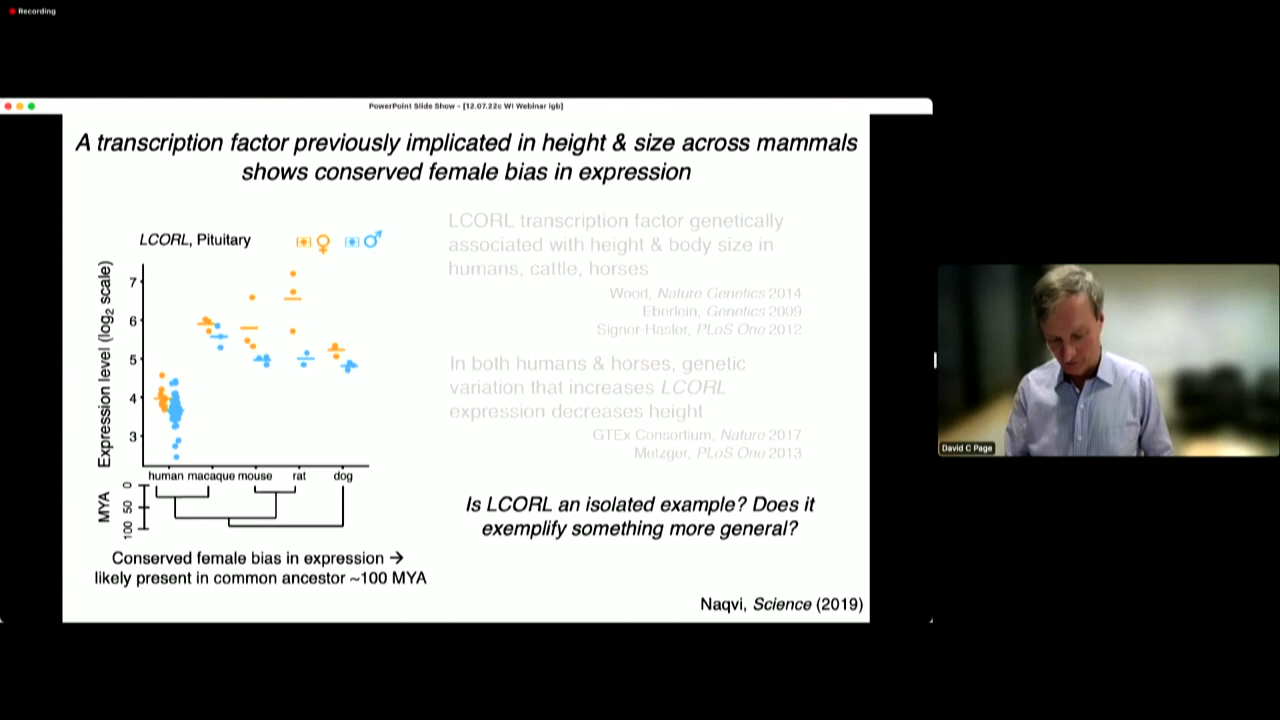 Recording
PowerPoint Slide Show - [12.07.22c WI Webinar lgb]
A transcription factor previously implicated in height & size across mammals
shows conserved female bias in expression
LCORL, Pituitary
♀ ♂
Expression level (log2 scale)
7
6
5
4
3
human macaque mouse rat dog
MYA
0
50
100
Conserved female bias in expression →
likely present in common ancestor ~100 MYA
LCORL transcription factor genetically
associated with height & body size in
humans, cattle, horses
Wood, Nature Genetics 2014
Eberlein, Genetics 2009
Signer-Hasler, PLoS One 2012
In both humans & horses, genetic
variation that increases LCORL
expression decreases height
GTEx Consortium, Nature 2017
Metzger, PLoS One 2013
Is LCORL an isolated example? Does it
exemplify something more general?
Naqvi, Science (2019)
David C Page